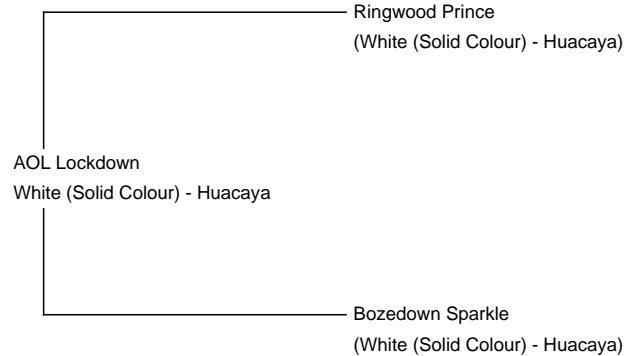 Ringwood Prince
(White (Solid Colour) - Huacaya)
AOL Lockdown
White (Solid Colour) - Huacaya
Bozedown Sparkle
(White (Solid Colour) - Huacaya)